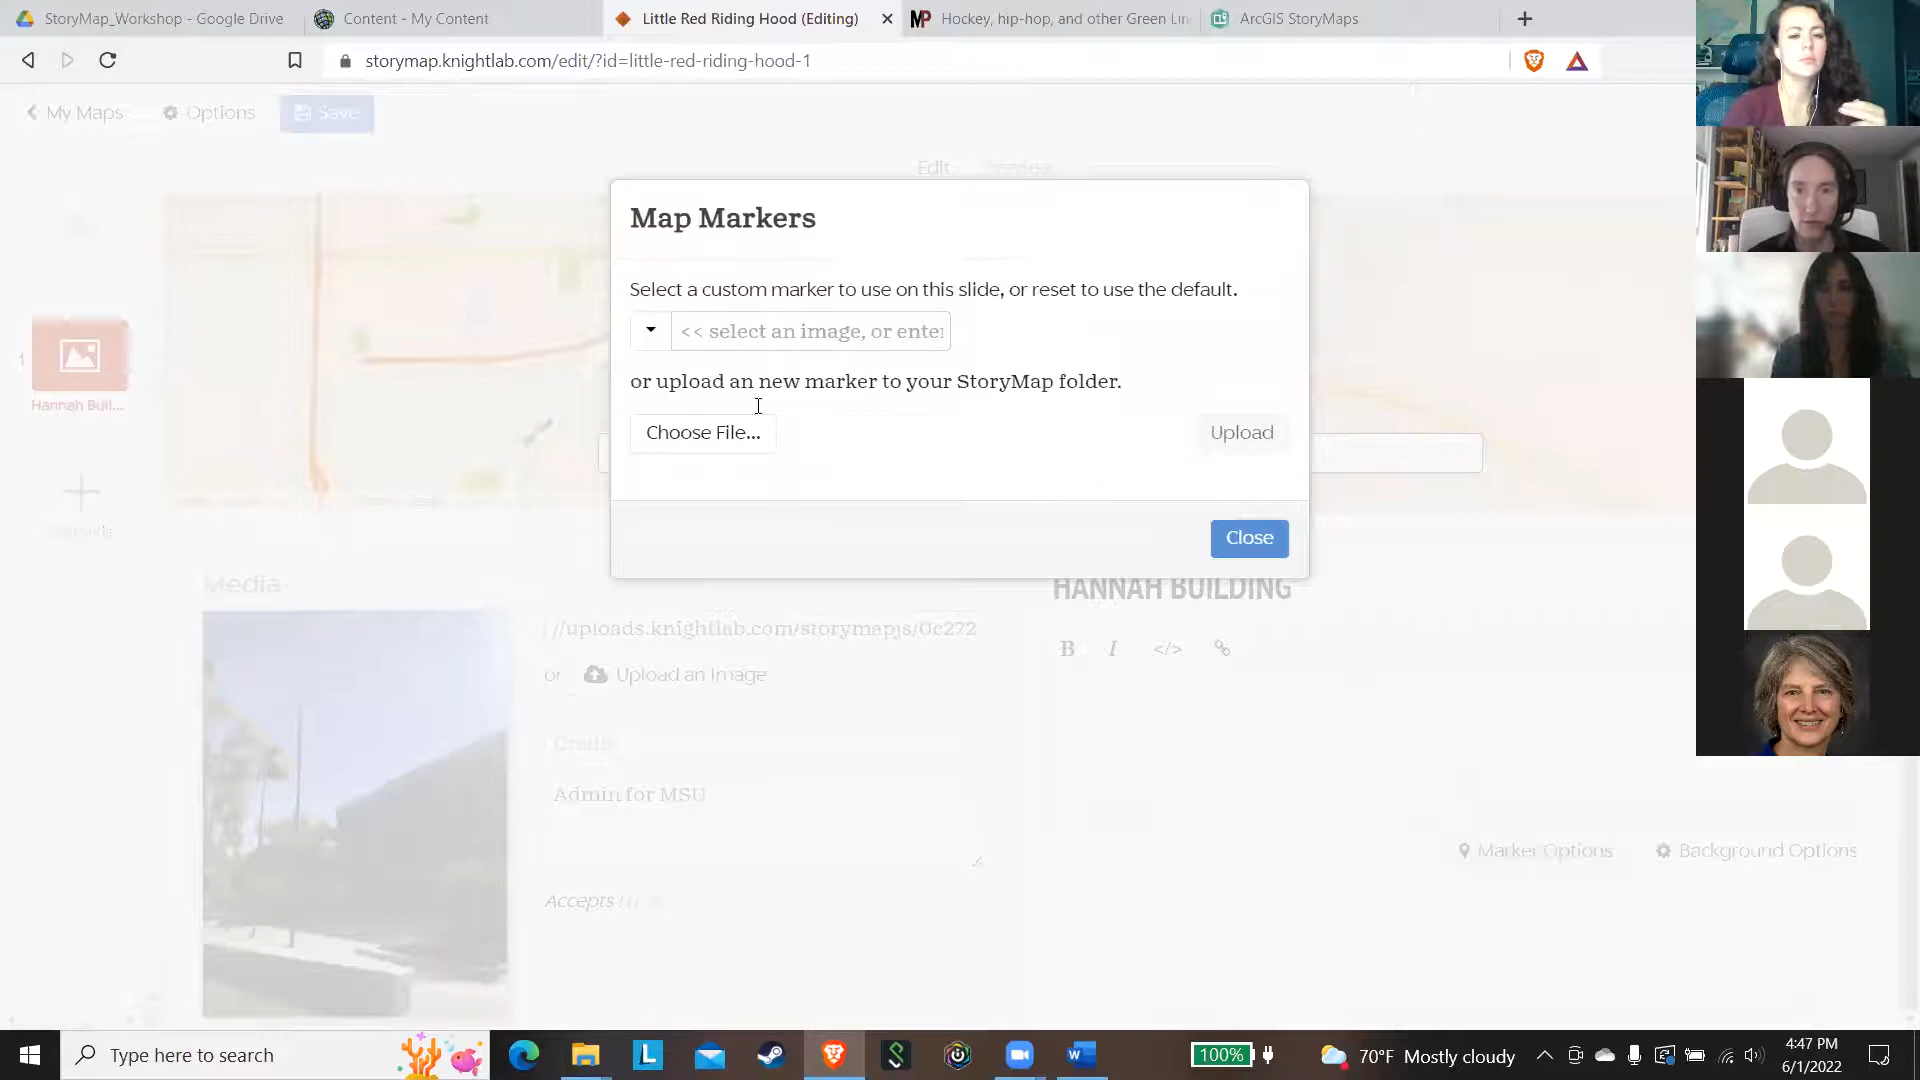 StoryMap_Workshop - Google Drive
Content - My Content
Little Red Riding Hood (Editing)
Hockey, hip-hop, and other Green Lin
ArcGIS StoryMaps
storymap.knightlab.com/edit/?id=little-red-riding-hood-1
My Maps
Options
Save
Edit
Map Markers
Select a custom marker to use on this slide, or reset to use the default.
<< select an image, or enter
or upload an new marker to your StoryMap folder.
Choose File...
Upload
Close
1
Hannah Buil...
Media
HANNAH BUILDING
//uploads.knightlab.com/storymapjs/0c272
B I </>
or Upload an Image
Credit
Admin for MSU
Marker Options
Background Options
Accepts
Type here to search
100%
70°F Mostly cloudy
4:47 PM
6/1/2022